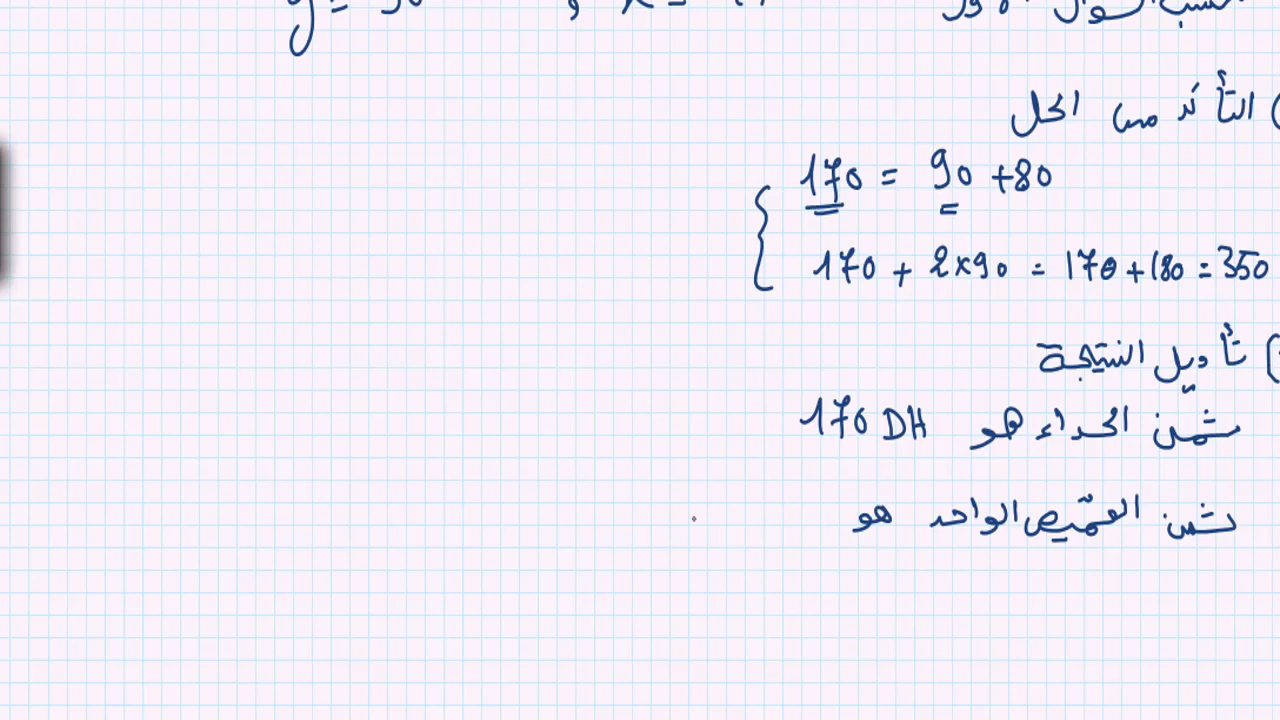 التأكد من الحل
170 = 90 + 80
170 + 2×90 = 170 + 180 = 350
تأويل النتيجة
ثمن الحداء هو 170 DH
ثمن القميص الواحد هو